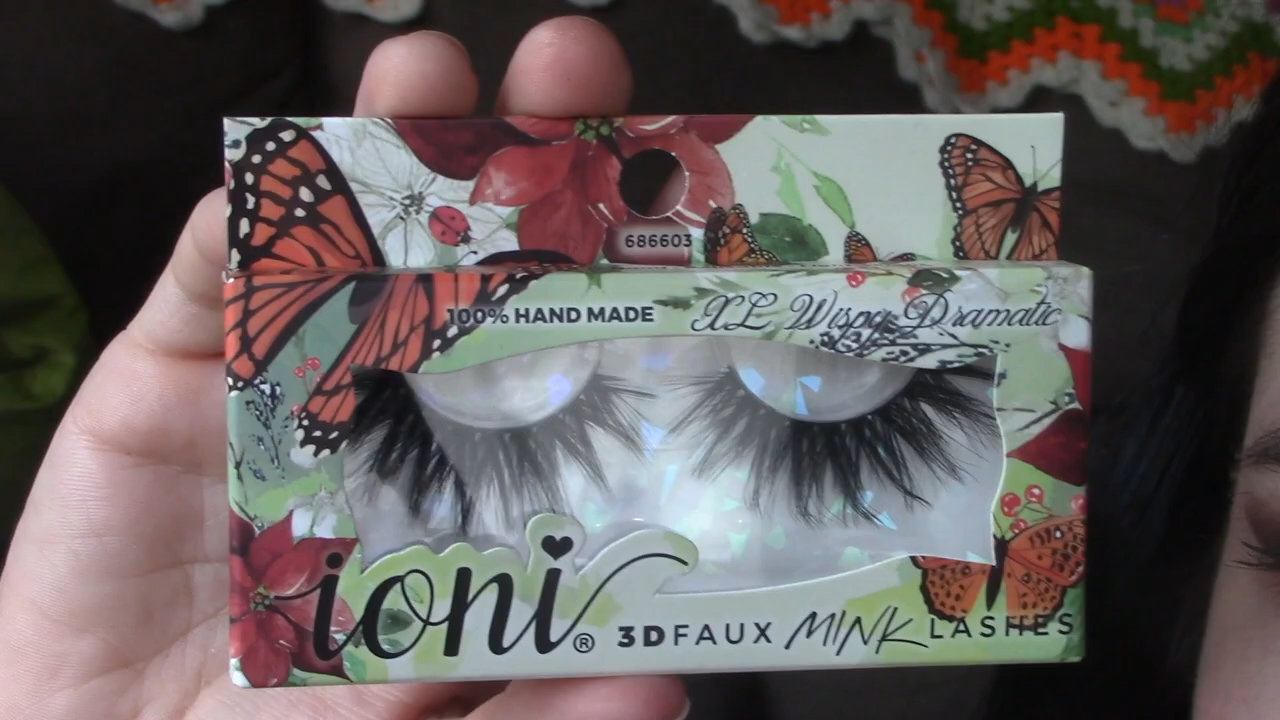 686603
100% HAND MADE
XL Wispy Dramatic
ioni®
3D FAUX MINK LASHES